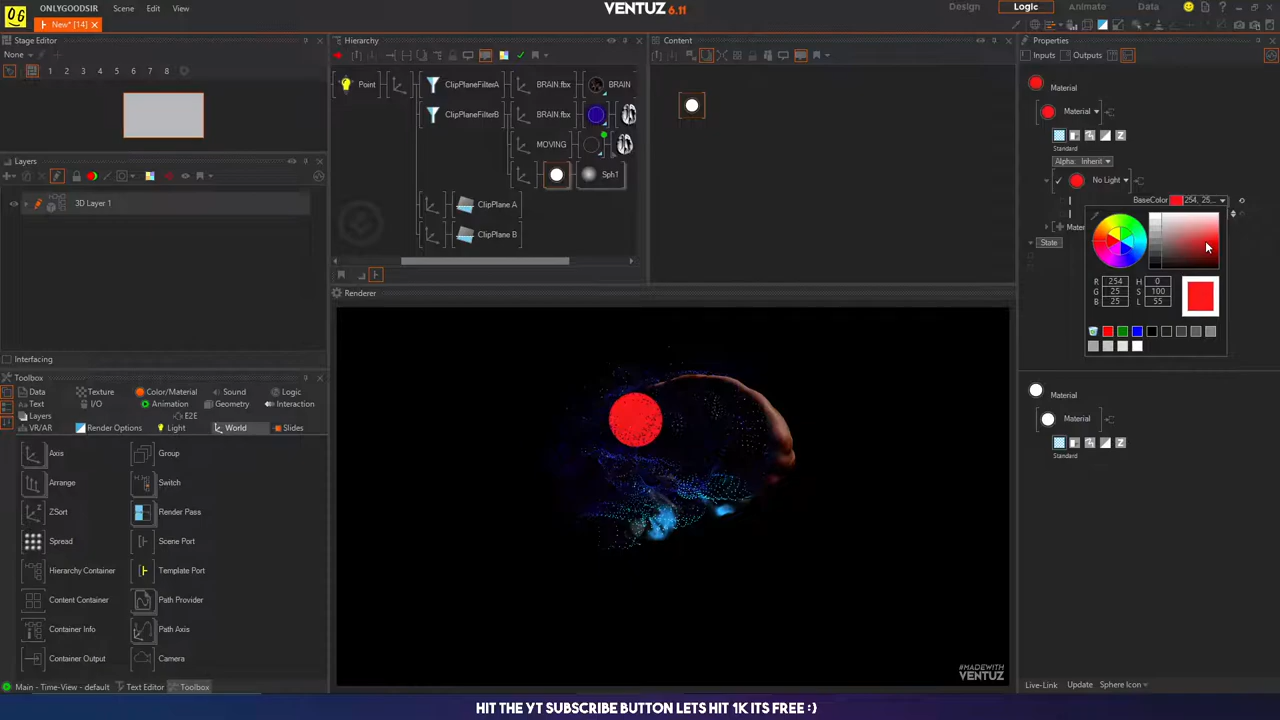 06
ONLYGOODSIR
Scene
Edit
View
VENTUZ 6.11
Design
Logic
Animate
Data
New* [14]
Stage Editor
None
1 2 3 4 5 6 7 8
Layers
3D Layer 1
Interfacing
Toolbox
Data
Texture
Color/Material
Sound
Logic
Text
I/O
Animation
Geometry
Interaction
Layers
E2E
VR/AR
Render Options
Light
World
Slides
Axis
Group
Arrange
Switch
ZSort
Render Pass
Spread
Scene Port
Hierarchy Container
Template Port
Content Container
Path Provider
Container Info
Path Axis
Container Output
Camera
Main - Time-View - default
Text Editor
Toolbox
Hierarchy
Point
ClipPlaneFilterA
BRAIN.fbx
BRAIN
ClipPlaneFilterB
BRAIN.fbx
MOVING
Sph1
ClipPlane A
ClipPlane B
Content
Renderer
#MADEWITH
VENTUZ
Properties
Inputs
Outputs
Material
Material
Standard
Alpha: Inherit
No Light
BaseColor
254, 25,...
Mater
State
R 254 H 0
G 25 S 100
B 25 L 55
Material
Material
Standard
Live-Link
Update
Sphere Icon
HIT THE YT SUBSCRIBE BUTTON LETS HIT 1K ITS FREE :)